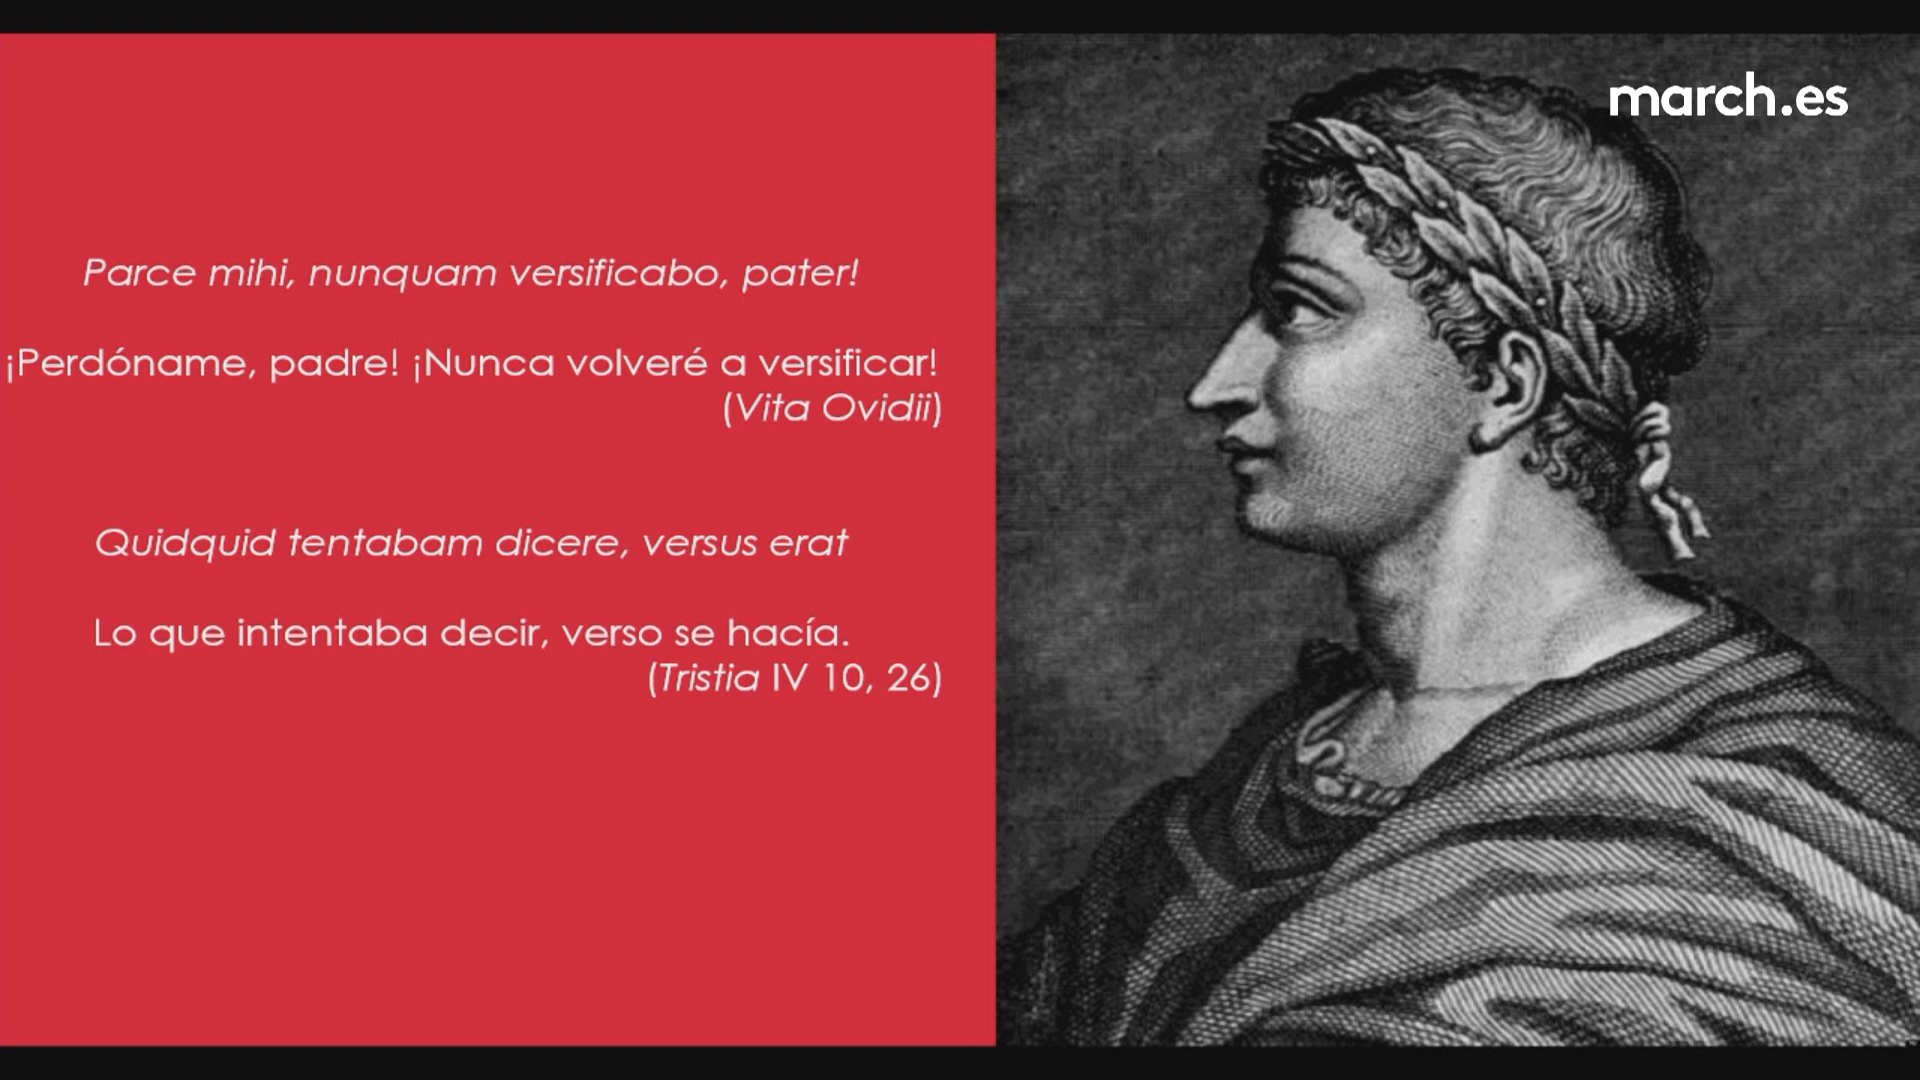 march.es
Parce mihi, nunquam versificabo, pater!
¡Perdóname, padre! ¡Nunca volveré a versificar!
(Vita Ovidii)
Quidquid tentabam dicere, versus erat
Lo que intentaba decir, verso se hacía.
(Tristia IV 10, 26)